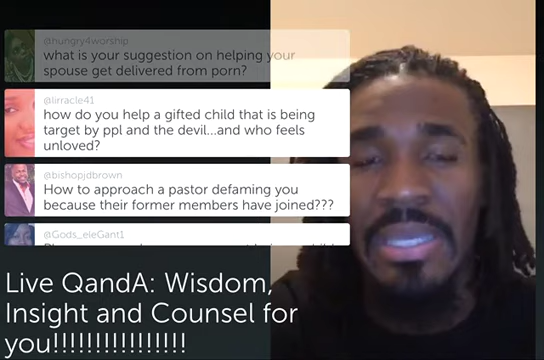 @hungry4worship
what is your suggestion on helping your
spouse get delivered from porn?
@lirracle41
how do you help a gifted child that is being
target by ppl and the devil...and who feels
unloved?
@bishopjdbrown
How to approach a pastor defaming you
because their former members have joined???
@Gods_eleGant1
Live QandA: Wisdom,
Insight and Counsel for
you!!!!!!!!!!!!!!!!